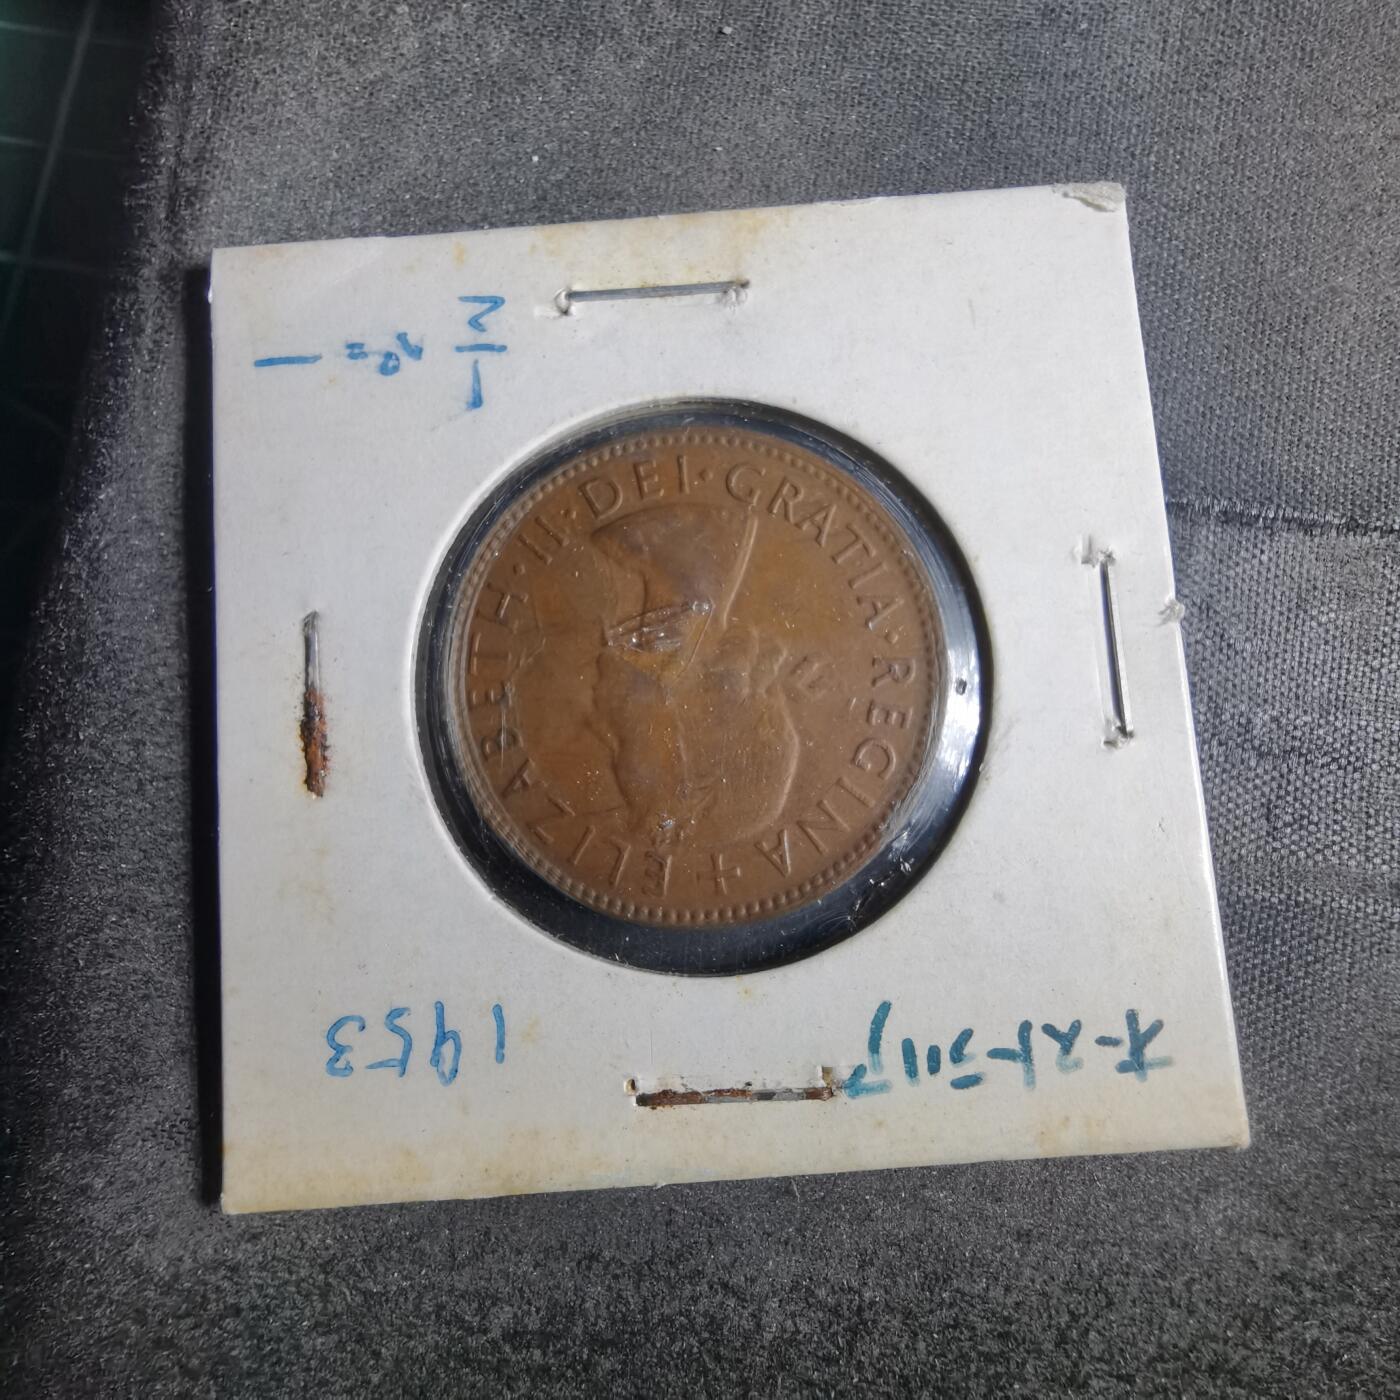 オーストラリア 1953
+ ELIZABETH · II · DEI · GRATIA · REGINA
1/2 ペニー